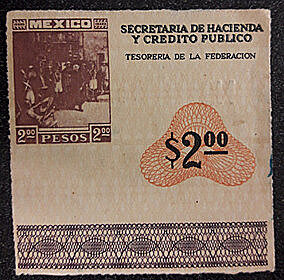 MEXICO
2 00 PESOS 2 00
SECRETARIA DE HACIENDA
Y CREDITO PUBLICO
TESORERIA DE LA FEDERACION
$2 00